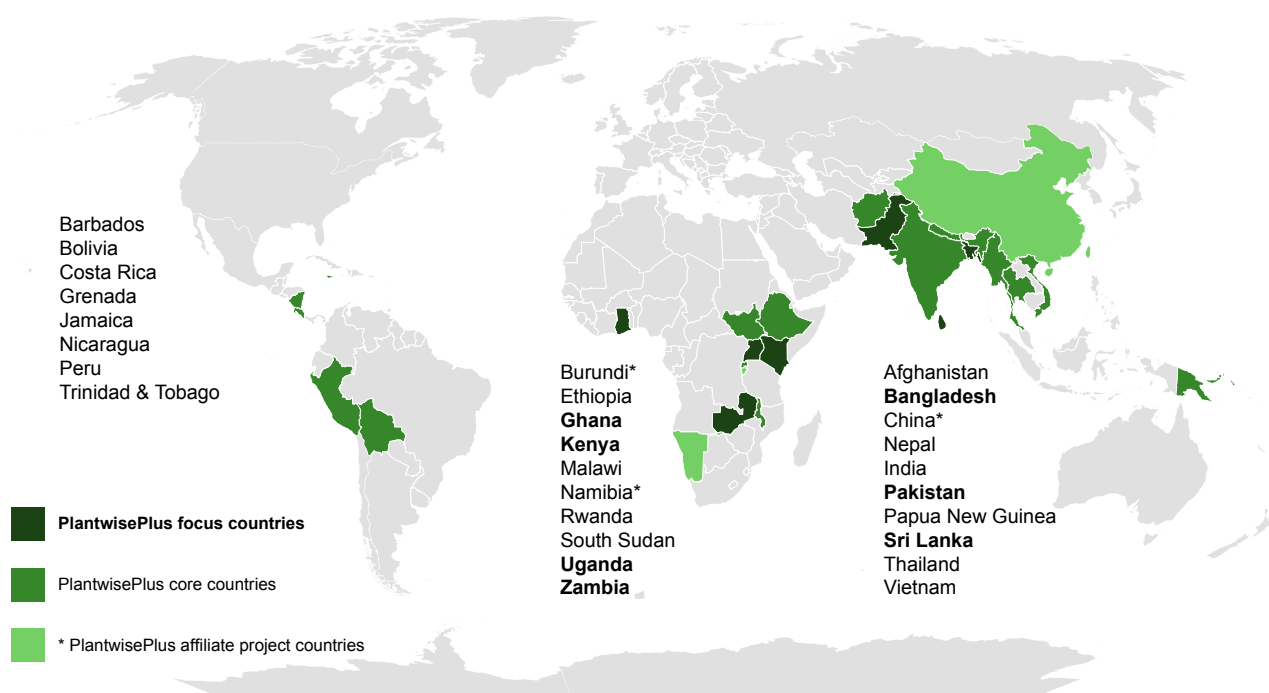 Barbados
Bolivia
Costa Rica
Grenada
Jamaica
Nicaragua
Peru
Trinidad & Tobago
Burundi*
Ethiopia
Ghana
Kenya
Malawi
Namibia*
Rwanda
South Sudan
Uganda
Zambia
Afghanistan
Bangladesh
China*
Nepal
India
Pakistan
Papua New Guinea
Sri Lanka
Thailand
Vietnam
PlantwisePlus focus countries
PlantwisePlus core countries
* PlantwisePlus affiliate project countries